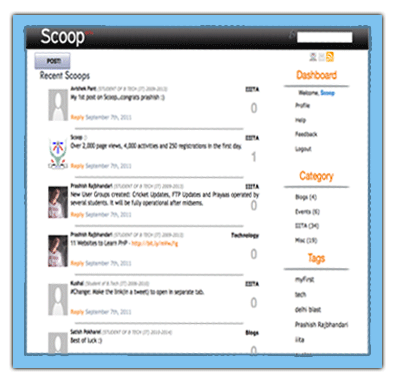 Scoop
POST!
Recent Scoops
Avishek Pant (STUDENT OF B TECH (IT) 2009-2013)
IIITA
My 1st post on Scoop...congrats prashish :)
0
Reply September 7th, 2011
Scoop :)
IIITA
Over 2,000 page views, 4,000 activities and 250 registrations in the first day.
1
Reply September 7th, 2011
Prashish Rajbhandari (STUDENT OF B TECH (IT) 2009-2013)
IIITA
New User Groups created: Cricket Updates, FTP Updates and Prayaas operated by
several students. It will be fully operational after midsems.
0
Reply September 7th, 2011
Prashish Rajbhandari (STUDENT OF B TECH (IT) 2009-2013)
Technology
11 Websites to Learn PHP -
0
Reply September 7th, 2011
Kushal (Student of B TECH (IT) 2006-2010)
IIITA
#Change: Make the link(in a tweet) to open in separate tab.
0
Reply September 7th, 2011
Satish Pokharel (STUDENT OF B TECH (IT) 2010-2014)
Blogs
Best of luck :)
0
Dashboard
Welcome, Scoop
Profile
Help
Feedback
Logout
Category
Blogs (4)
Events (6)
IIITA (34)
Misc (19)
Tags
myFirst
tech
delhi blast
Prashish Rajbhandari
iiita